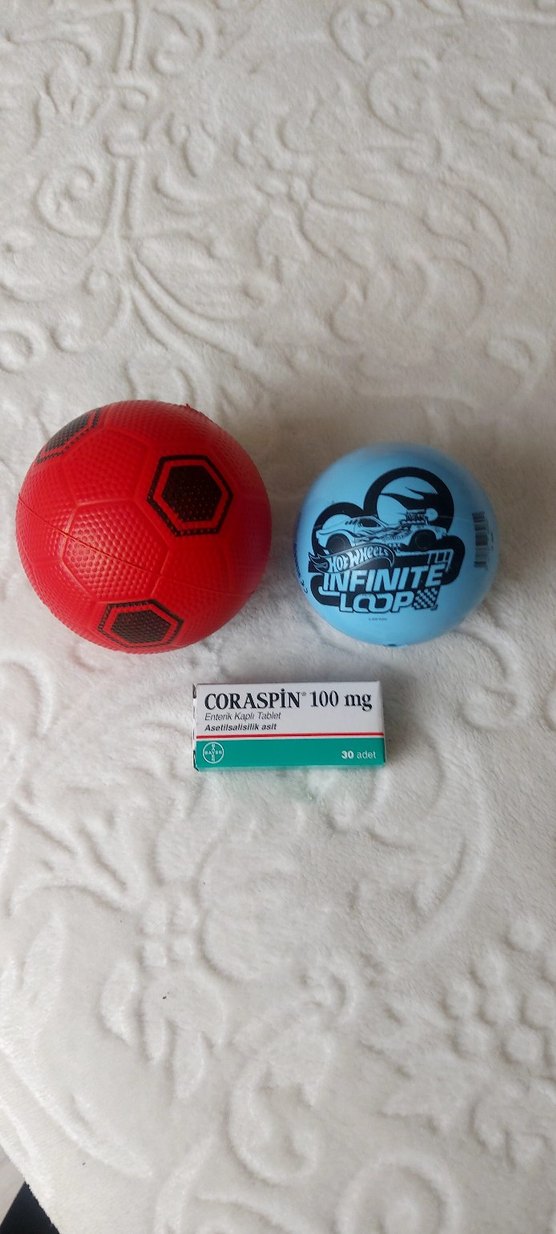 HOT WHEELS
INFINITE
LOOP
CORASPİN® 100 mg
Enterik Kaplı Tablet
Asetilsalisilik asit
BAYER
30 adet